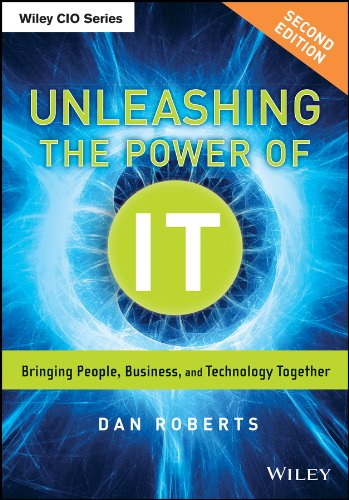 Wiley CIO Series
SECOND
EDITION
UNLEASHING
THE POWER OF
IT
Bringing People, Business, and Technology Together
DAN ROBERTS
WILEY